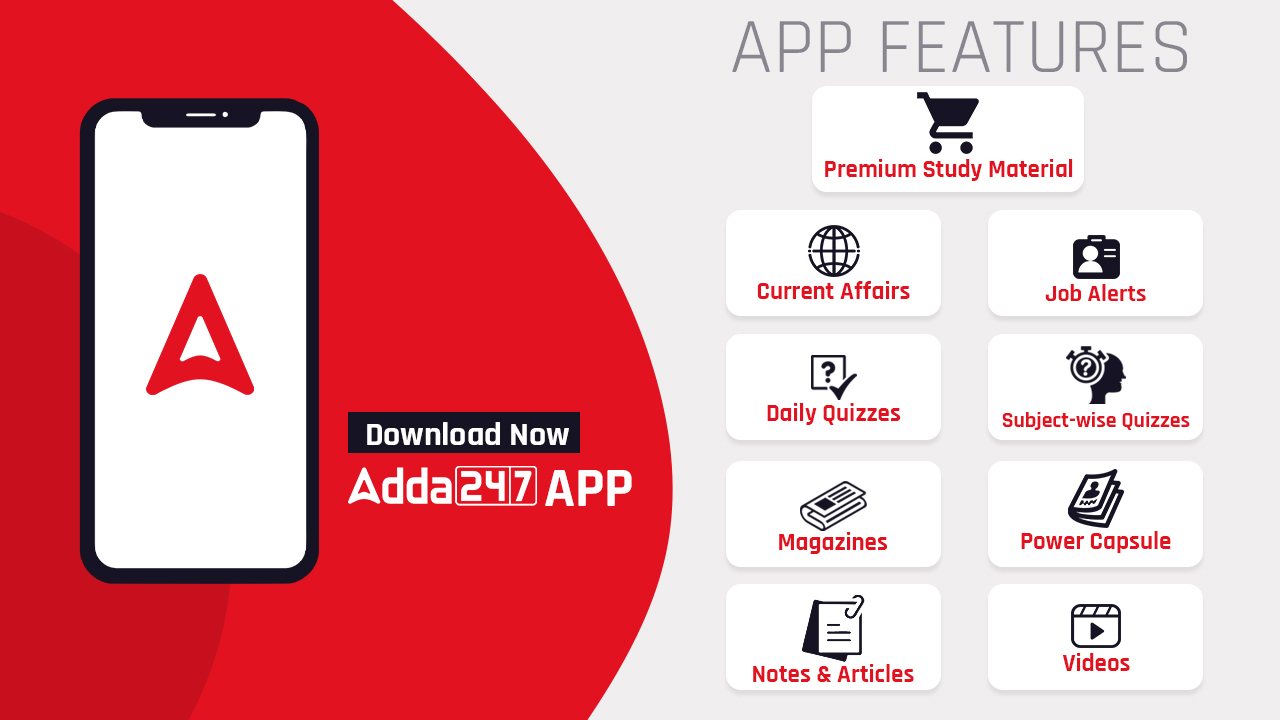 APP FEATURES
Premium Study Material
Current Affairs
Job Alerts
Daily Quizzes
Subject-wise Quizzes
Magazines
Power Capsule
Notes & Articles
Videos
Download Now
Adda247 APP